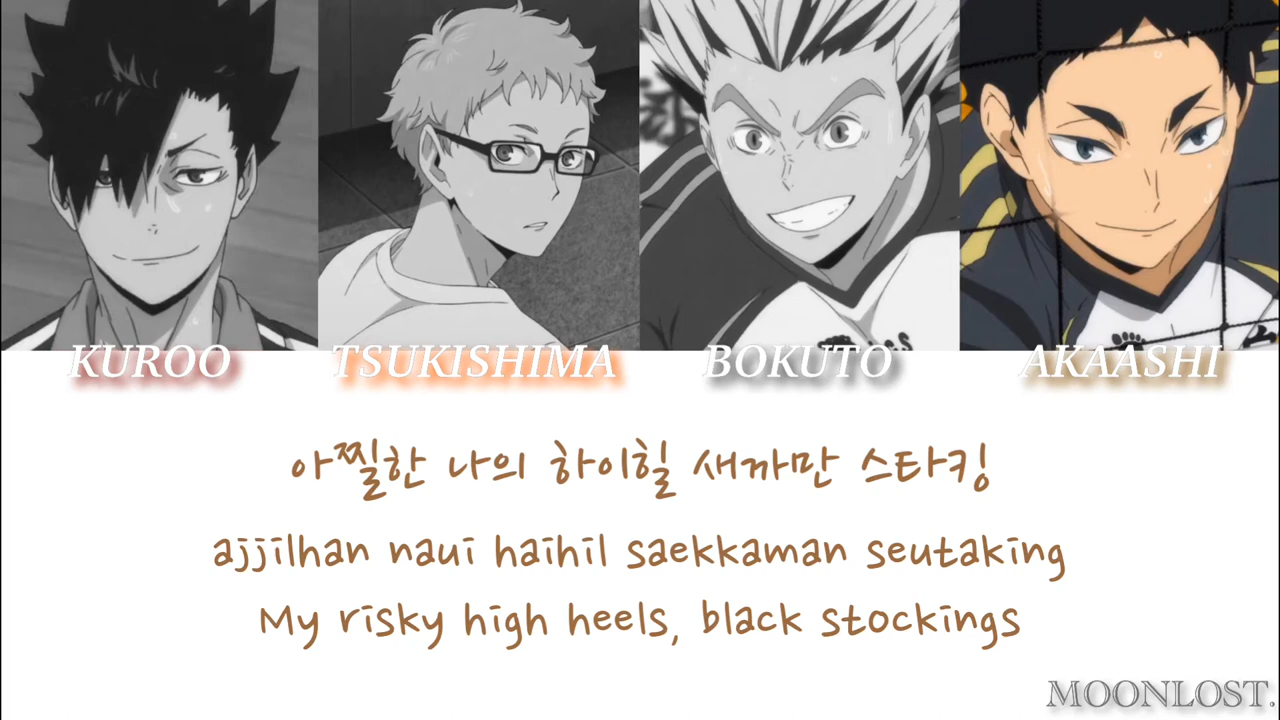 KUROO TSUKISHIMA BOKUTO AKAASHI
아찔한 나의 하이힐 새까만 스타킹
ajjilhan naui haihil saekkaman seutaking
My risky high heels, black stockings
MOONLOST.